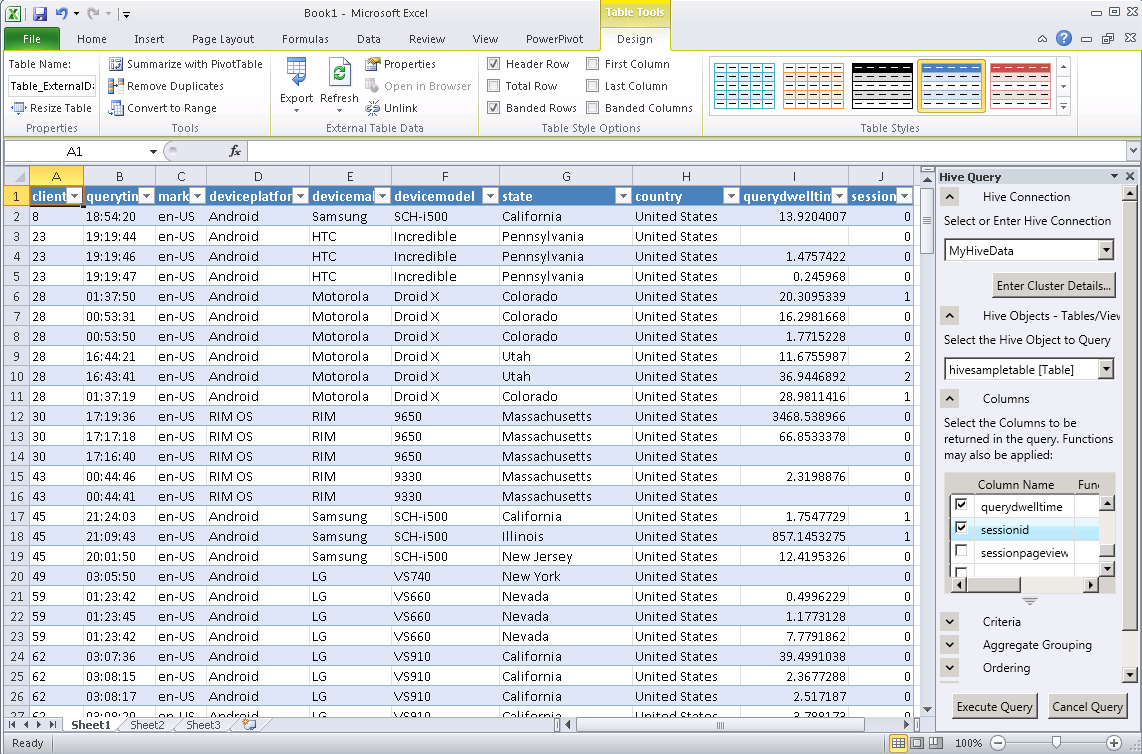 Book1 - Microsoft Excel
Table Tools
File Home Insert Page Layout Formulas Data Review View PowerPivot Design
Table Name:
Table_ExternalD
Resize Table
Properties
Summarize with PivotTable
Remove Duplicates
Convert to Range
Tools
Export
Refresh
Properties
Open in Browser
Unlink
External Table Data
Header Row First Column
Total Row Last Column
Banded Rows Banded Columns
Table Style Options
Table Styles
A1 fx
A B C D E F G H I J
1 client querytin mark deviceplatfor devicemal devicemodel state country querydwelltin session
2 8 18:54:20 en-US Android Samsung SCH-i500 California United States 13.9204007 0
3 23 19:19:44 en-US Android HTC Incredible Pennsylvania United States 0
4 23 19:19:46 en-US Android HTC Incredible Pennsylvania United States 1.4757422 0
5 23 19:19:47 en-US Android HTC Incredible Pennsylvania United States 0.245968 0
6 28 01:37:50 en-US Android Motorola Droid X Colorado United States 20.3095339 1
7 28 00:53:31 en-US Android Motorola Droid X Colorado United States 16.2981668 0
8 28 00:53:50 en-US Android Motorola Droid X Colorado United States 1.7715228 0
9 28 16:44:21 en-US Android Motorola Droid X Utah United States 11.6755987 2
10 28 16:43:41 en-US Android Motorola Droid X Utah United States 36.9446892 2
11 28 01:37:19 en-US Android Motorola Droid X Colorado United States 28.9811416 1
12 30 17:19:36 en-US RIM OS RIM 9650 Massachusetts United States 3468.538966 0
13 30 17:17:18 en-US RIM OS RIM 9650 Massachusetts United States 66.8533378 0
14 30 17:16:40 en-US RIM OS RIM 9650 Massachusetts United States 0
15 43 00:44:46 en-US RIM OS RIM 9330 Massachusetts United States 2.3198876 0
16 43 00:44:41 en-US RIM OS RIM 9330 Massachusetts United States 0
17 45 21:24:03 en-US Android Samsung SCH-i500 California United States 1.7547729 1
18 45 21:09:43 en-US Android Samsung SCH-i500 Illinois United States 857.1453275 1
19 45 20:01:50 en-US Android Samsung SCH-i500 New Jersey United States 12.4195326 0
20 49 03:05:50 en-US Android LG VS740 New York United States 0
21 59 01:23:42 en-US Android LG VS660 Nevada United States 0.4996229 0
22 59 01:23:45 en-US Android LG VS660 Nevada United States 1.1773128 0
23 59 01:23:42 en-US Android LG VS660 Nevada United States 7.7791862 0
24 62 03:07:36 en-US Android LG VS910 California United States 39.4991038 0
25 62 03:08:15 en-US Android LG VS910 California United States 2.3677288 0
26 62 03:08:17 en-US Android LG VS910 California United States 2.517187 0
27 62 03:08:20 en-US Android LG VS910 California United States 3.788173 0
Sheet1 Sheet2 Sheet3
Ready 100%
Hive Query
Hive Connection
Select or Enter Hive Connection
MyHiveData
Enter Cluster Details...
Hive Objects - Tables/View
Select the Hive Object to Query
hivesampletable [Table]
Columns
Select the Columns to be
returned in the query. Functions
may also be applied:
Column Name Func
querydwelltime
sessionid
sessionpageview
Criteria
Aggregate Grouping
Ordering
Execute Query Cancel Query